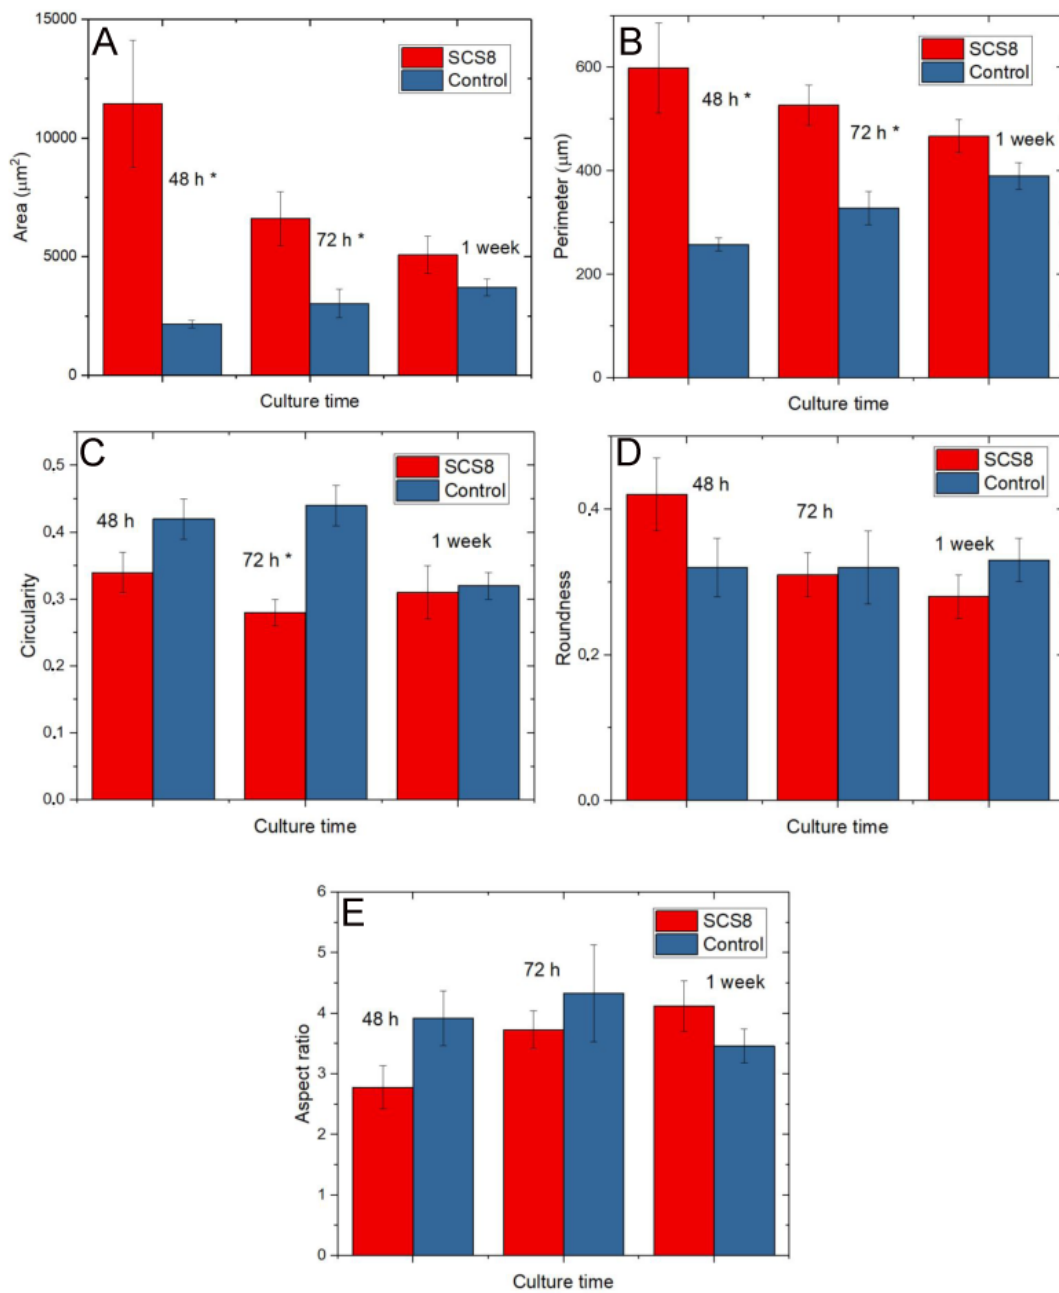 A
15000
10000
5000
0
Area (μm²)
SCS8
Control
48 h *
72 h *
1 week
Culture time
B
600
400
200
0
Perimeter (μm)
SCS8
Control
48 h *
72 h *
1 week
Culture time
C
0.5
0.4
0.3
0.2
0.1
0.0
Circularity
SCS8
Control
48 h
72 h *
1 week
Culture time
D
0.4
0.2
0.0
Roundness
SCS8
Control
48 h
72 h
1 week
Culture time
E
6
5
4
3
2
1
0
Aspect ratio
SCS8
Control
48 h
72 h
1 week
Culture time